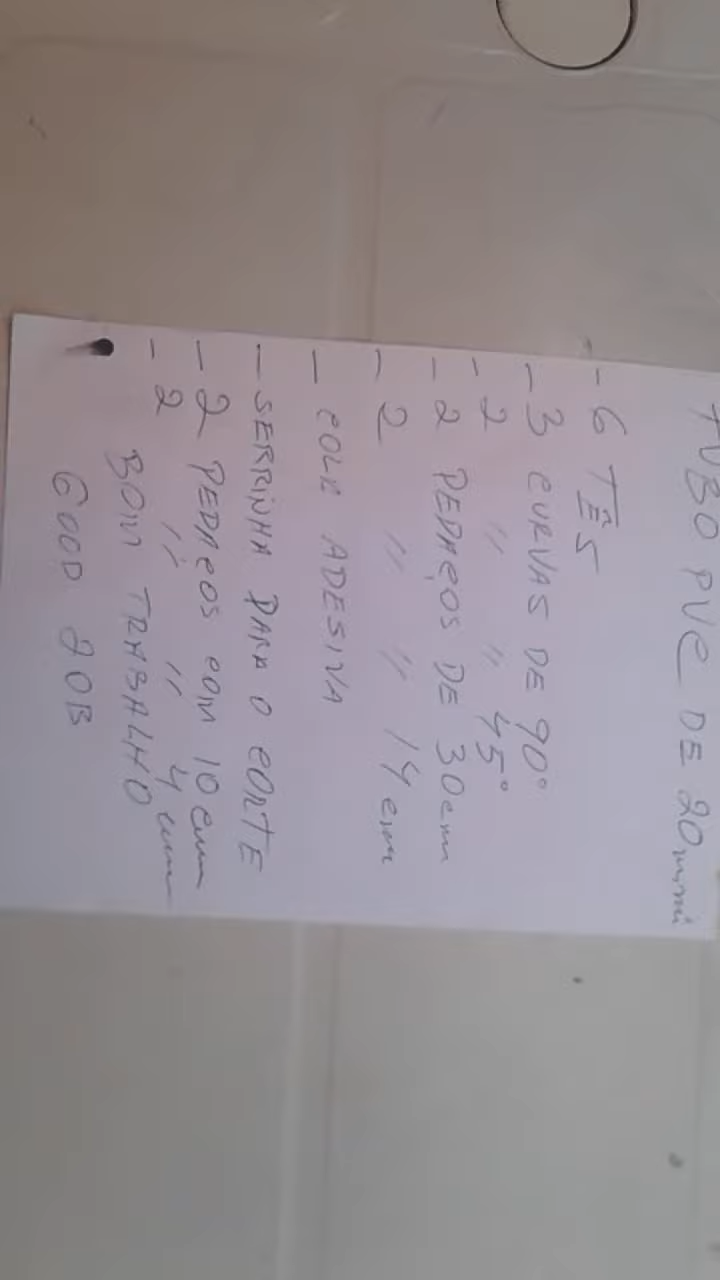 TUBO PVC DE 20mm
- 6 TÊS
- 3 CURVAS DE 90°
- 2 " " 45°
- 2 PEDAÇOS DE 30cm
- 2 " " 14cm
- COLA ADESIVA
- SERRINHA PARA O CORTE
- 2 PEDAÇOS COM 10cm
- 2 " " 4cm
BOM TRABALHO
GOOD JOB